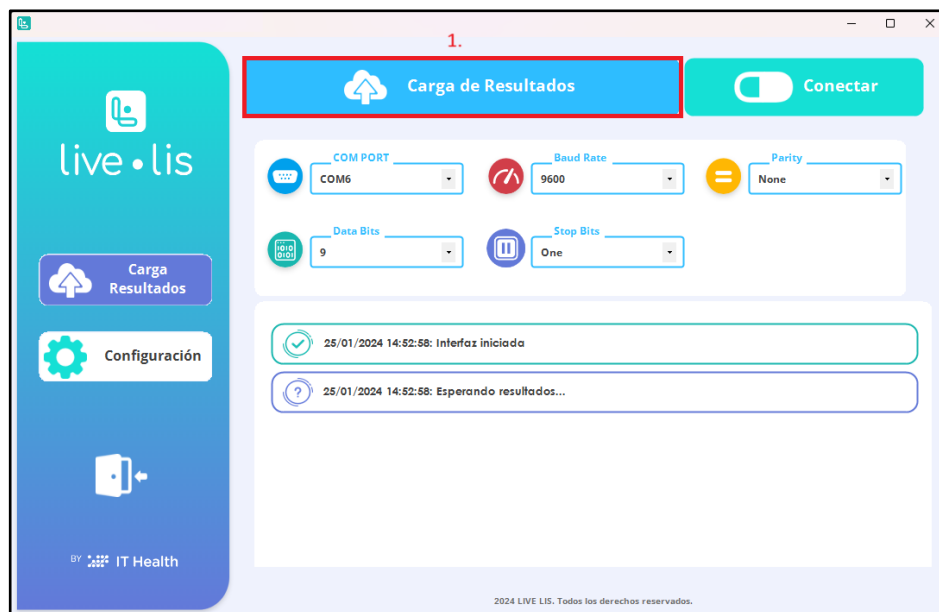 1.
Carga de Resultados
Conectar
live•lis
COM PORT
COM6
Baud Rate
9600
Parity
None
Data Bits
9
Stop Bits
One
Carga
Resultados
Configuración
25/01/2024 14:52:58: Interfaz iniciada
25/01/2024 14:52:58: Esperando resultados...
BY IT Health
2024 LIVE LIS. Todos los derechos reservados.